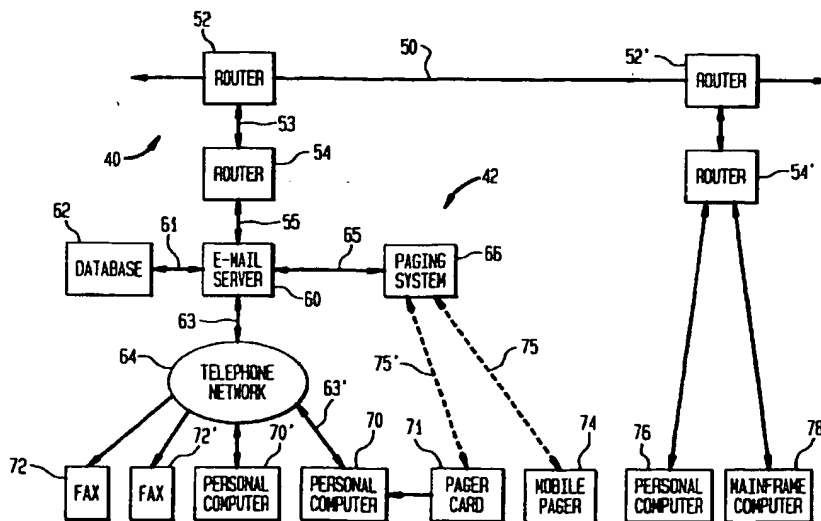 52
50
52'
ROUTER
ROUTER
53
54
40
ROUTER
42
ROUTER
54'
62
61
55
65
66
DATABASE
E-MAIL
SERVER
PAGING
SYSTEM
60
63
64
75
TELEPHONE
NETWORK
75'
63'
72'
70'
70
71
74
76
78
72
FAX
FAX
PERSONAL
COMPUTER
PERSONAL
COMPUTER
PAGER
CARD
MOBILE
PAGER
PERSONAL
COMPUTER
MAINFRAME
COMPUTER